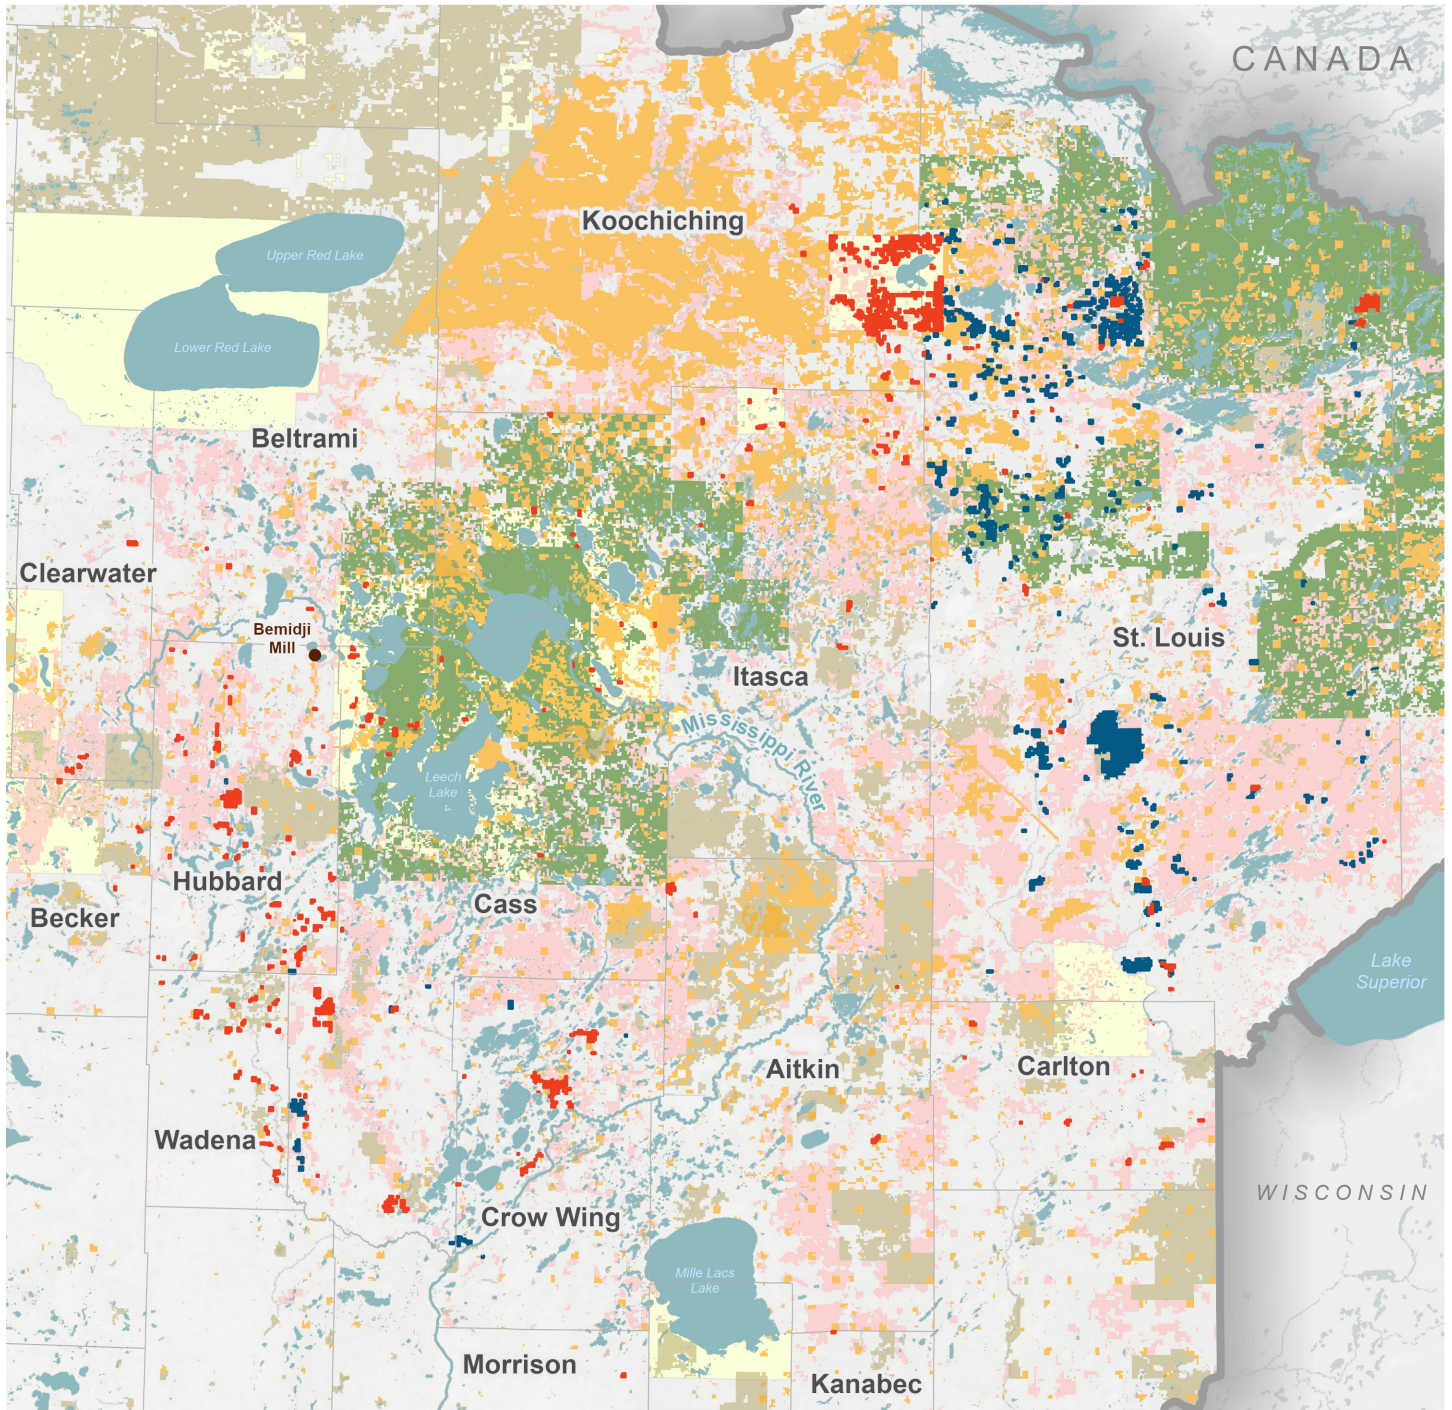 CANADA
Koochiching
Upper Red Lake
Lower Red Lake
Beltrami
Clearwater
Bemidji
Mill
St. Louis
Itasca
Mississippi River
Leech
Lake
Hubbard
Cass
Becker
Lake
Superior
Aitkin
Carlton
Wadena
WISCONSIN
Crow Wing
Mille Lacs
Lake
Morrison
Kanabec